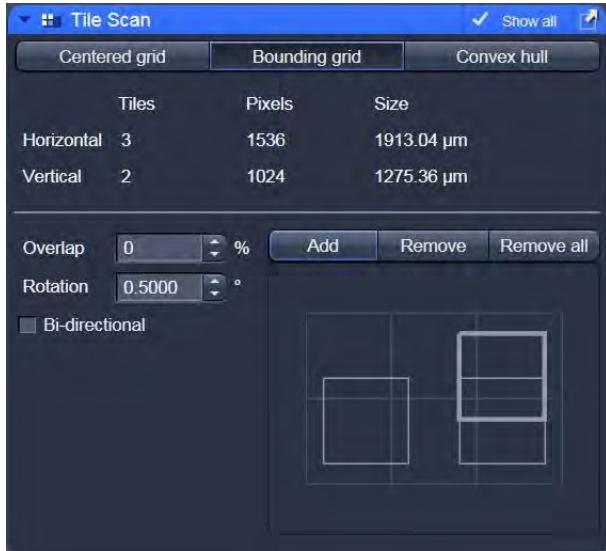 Tile Scan Show all
Centered grid Bounding grid Convex hull
Tiles Pixels Size
Horizontal 3 1536 1913.04 µm
Vertical 2 1024 1275.36 µm
Overlap 0 % Add Remove Remove all
Rotation 0.5000 °
Bi-directional